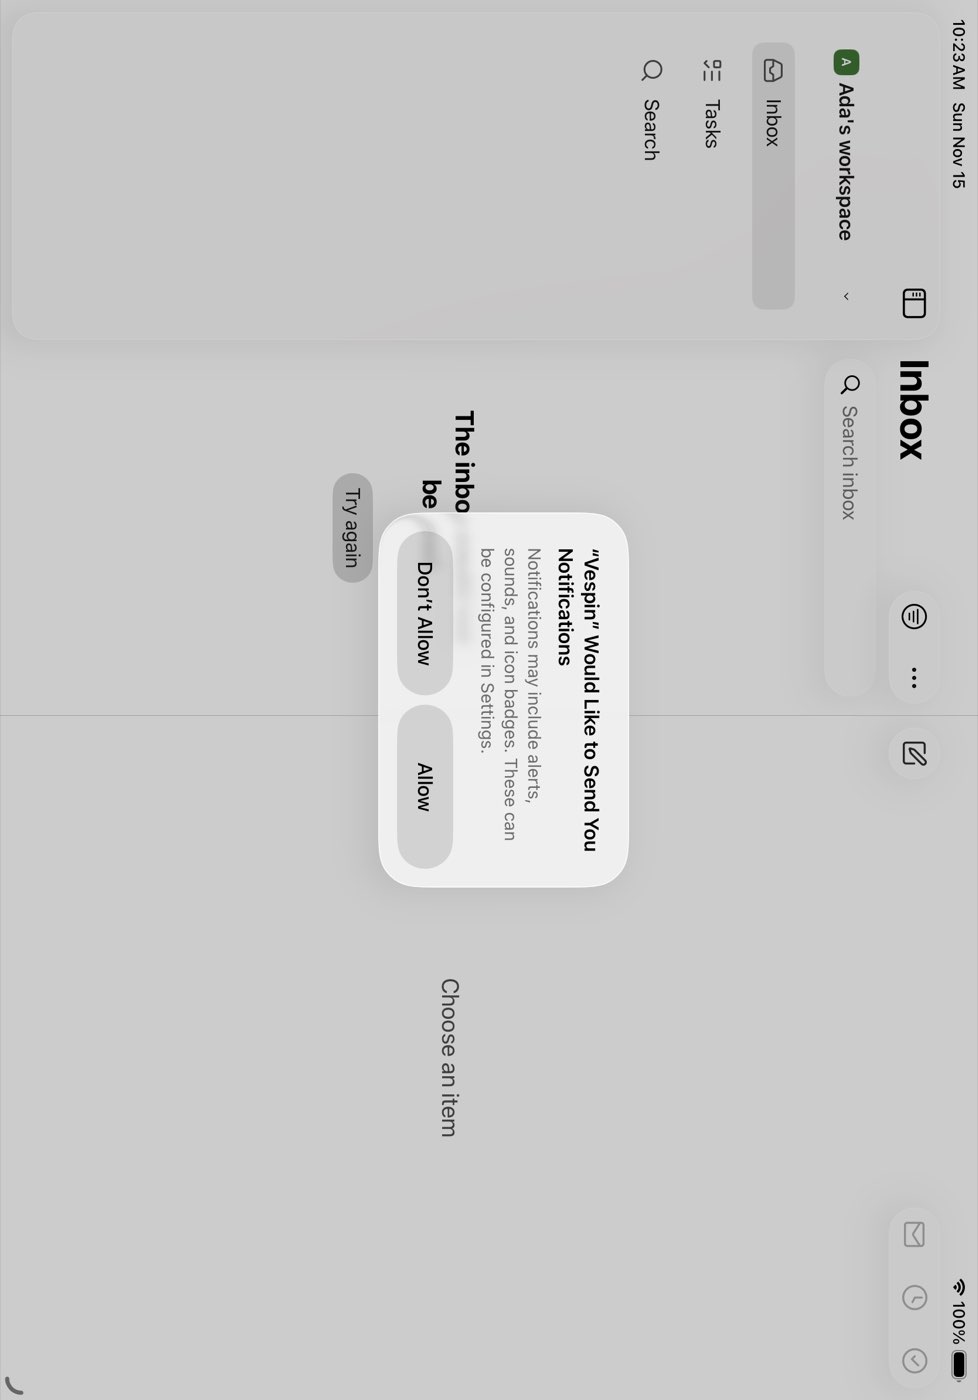 10:23 AM Sun Nov 15
100%
Inbox
A Ada's workspace
Search inbox
Inbox
Tasks
Search
“Vespin” Would Like to Send You
Notifications
Notifications may include alerts,
sounds, and icon badges. These can
be configured in Settings.
Don’t Allow
Allow
The
be
Try again
Choose an item